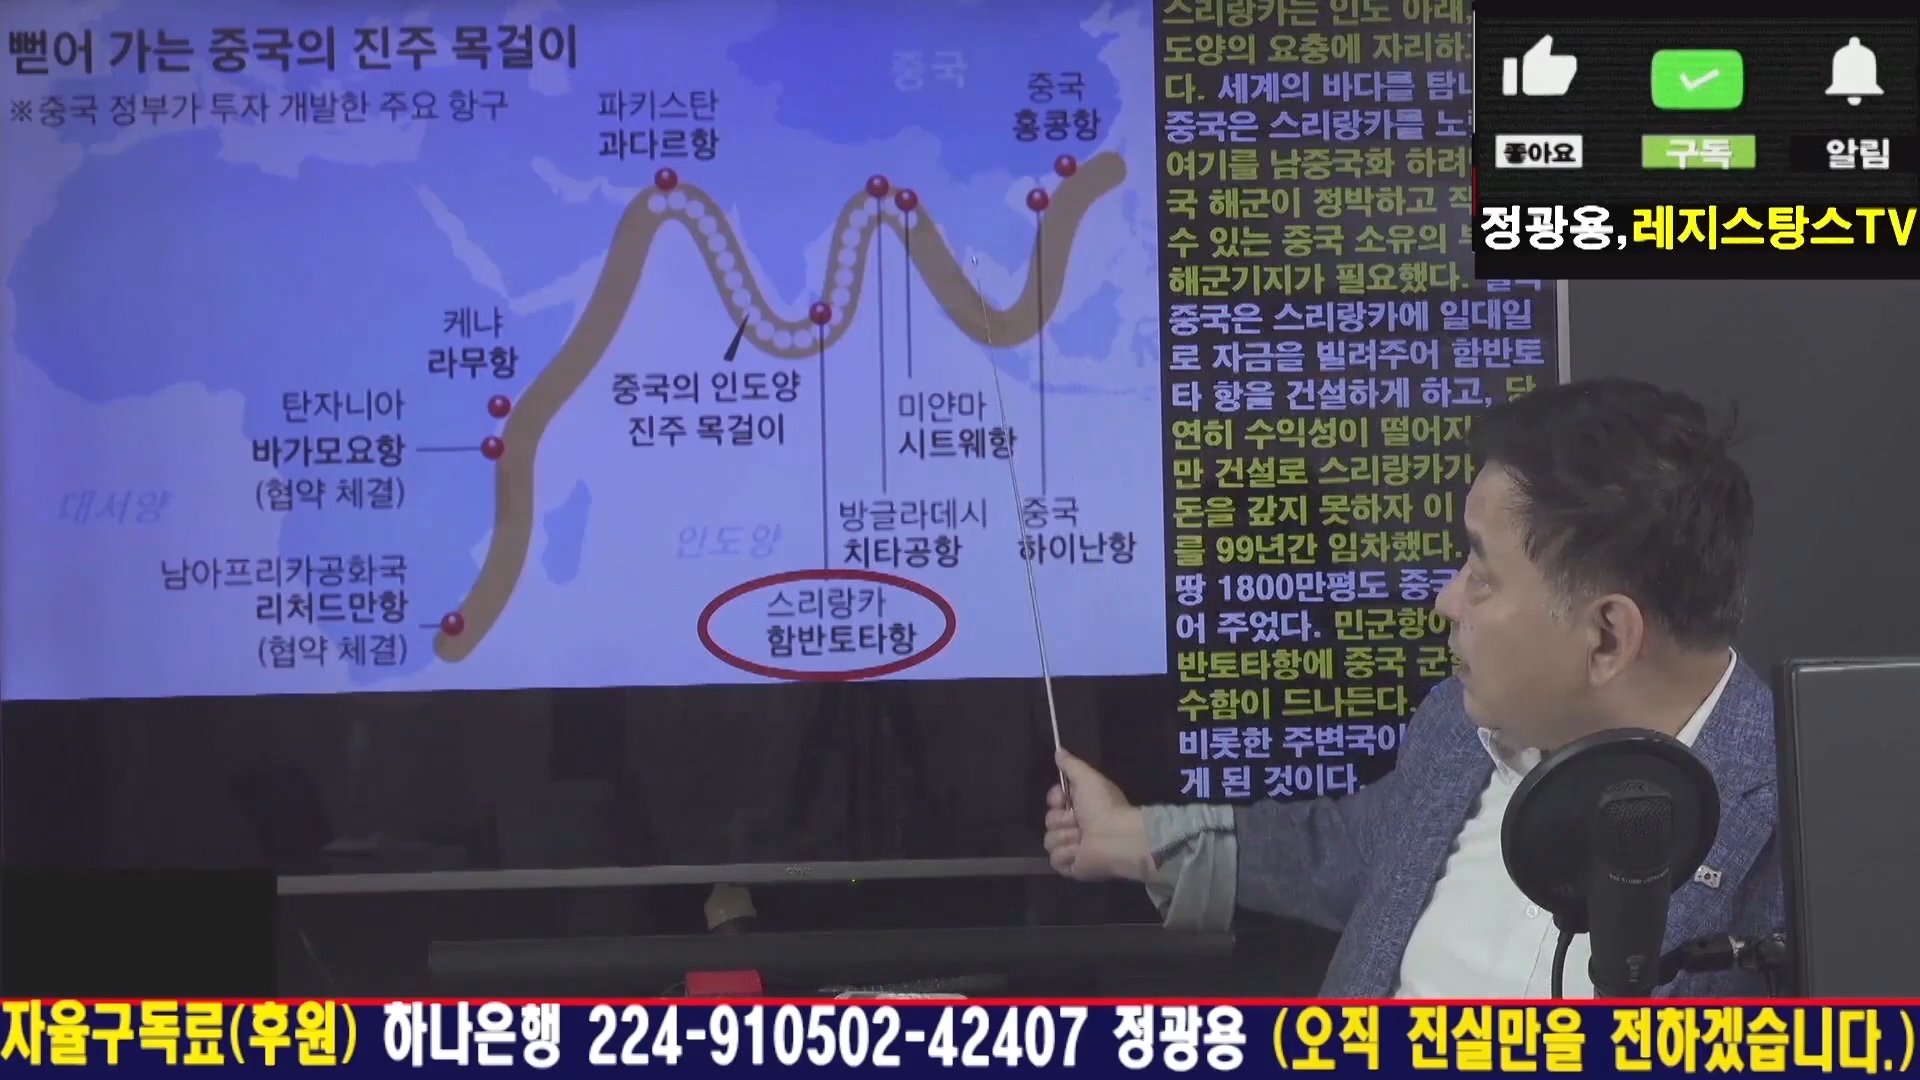 뻗어 가는 중국의 진주 목걸이
※중국 정부가 투자 개발한 주요 항구
파키스탄
과다르항
중국
중국
홍콩항
케냐
라무항
탄자니아
바가모요항
(협약 체결)
중국의 인도양
진주 목걸이
미얀마
시트웨항
대서양
인도양
방글라데시
치타공항
중국
하이난항
남아프리카공화국
리처드만항
(협약 체결)
스리랑카
함반토타항
스리랑카는 인도 아래,
도양의 요충에 자리하
다. 세계의 바다를 탐
중국은 스리랑카를
여기를 남중국화 하려
국 해군이 정박하고
수 있는 중국 소유의
해군기지가 필요했다.
중국은 스리랑카에 일대일
로 자금을 빌려주어 함반토
타 항을 건설하게 하고, 당
연히 수익성이 떨어지
만 건설로 스리랑카가
돈을 갚지 못하자 이
를 99년간 임차했다.
땅 1800만평도
어 주었다. 민군항
반토타항에 중국
수함이 드나든다.
비롯한 주변국이
게 된 것이다.
좋아요
구독
알림
정광용,레지스탕스TV
자율구독료(후원) 하나은행 224-910502-42407 정광용 (오직 진실만을 전하겠습니다.)